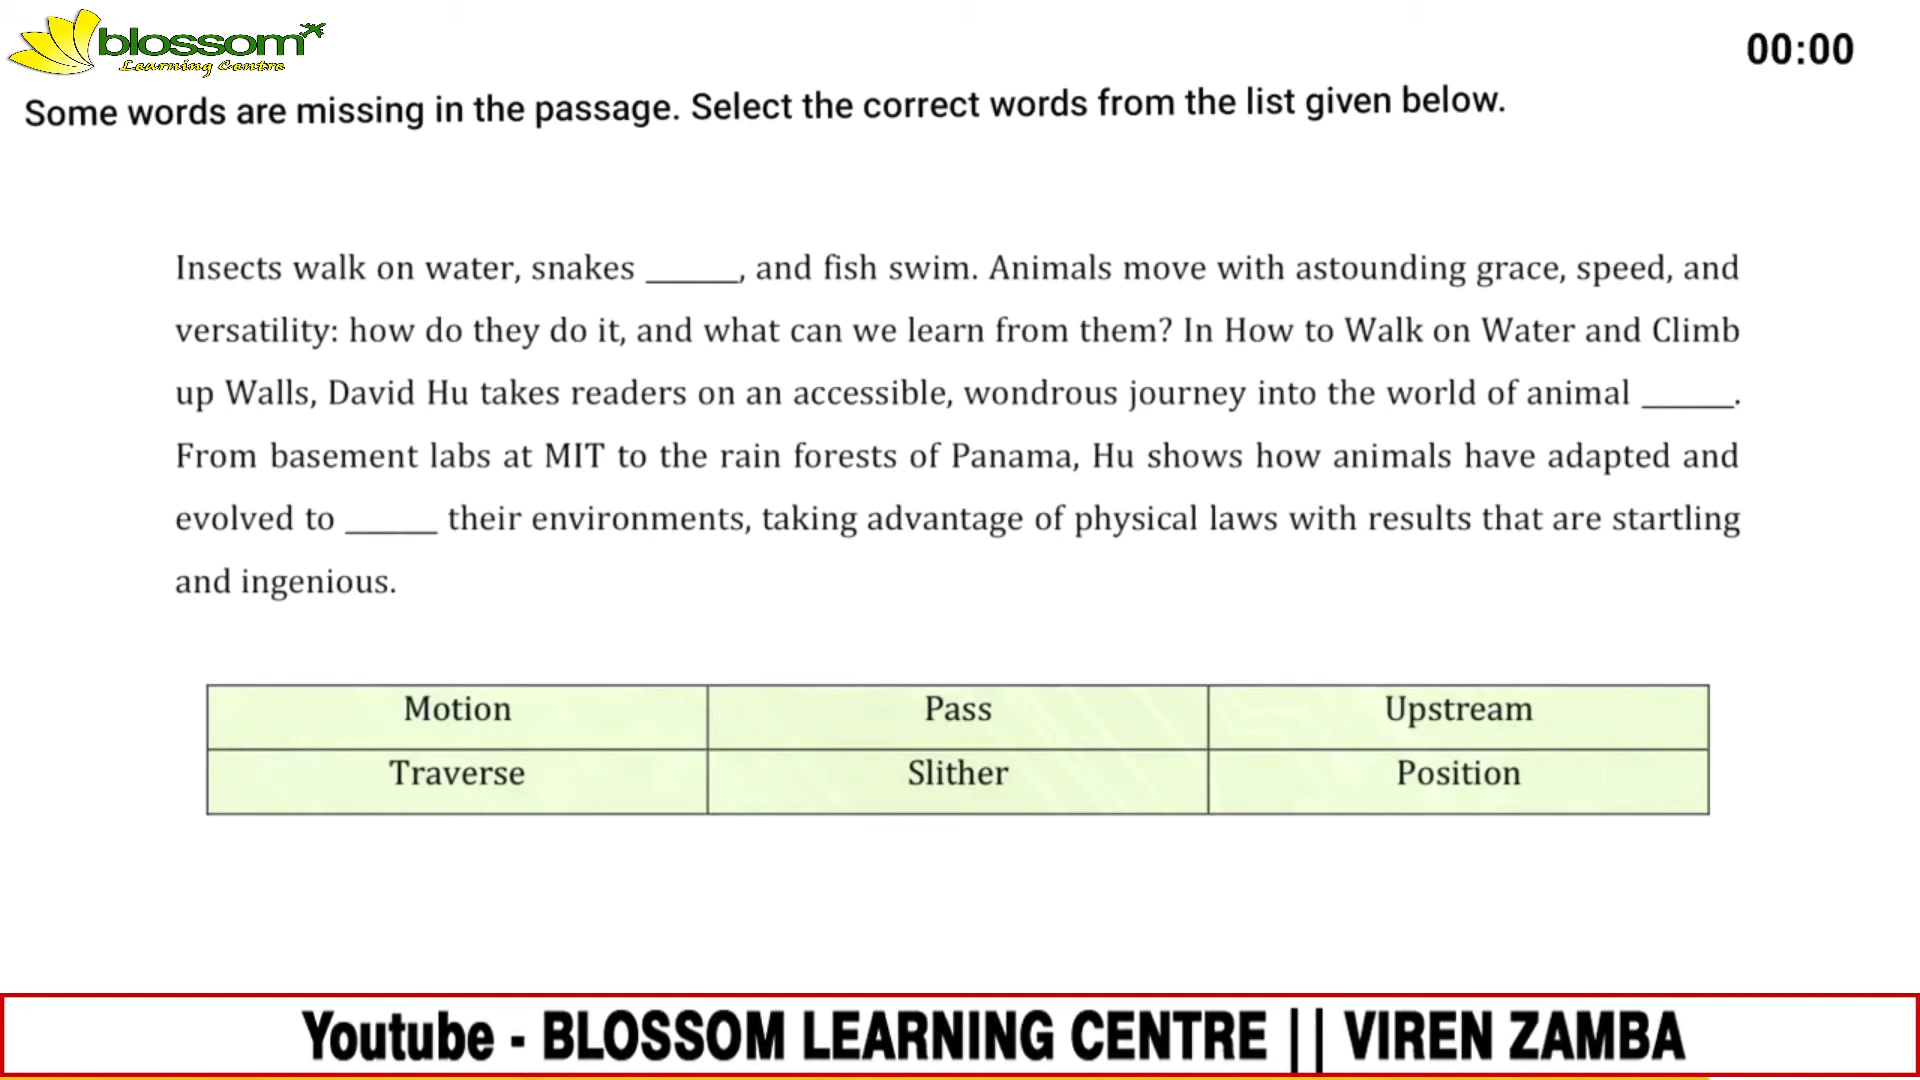 blossom
Learning Centre
00:00
Some words are missing in the passage. Select the correct words from the list given below.
Insects walk on water, snakes ______, and fish swim. Animals move with astounding grace, speed, and
versatility: how do they do it, and what can we learn from them? In How to Walk on Water and Climb
up Walls, David Hu takes readers on an accessible, wondrous journey into the world of animal ______.
From basement labs at MIT to the rain forests of Panama, Hu shows how animals have adapted and
evolved to ______ their environments, taking advantage of physical laws with results that are startling
and ingenious.
Motion Pass Upstream
Traverse Slither Position
Youtube - BLOSSOM LEARNING CENTRE || VIREN ZAMBA